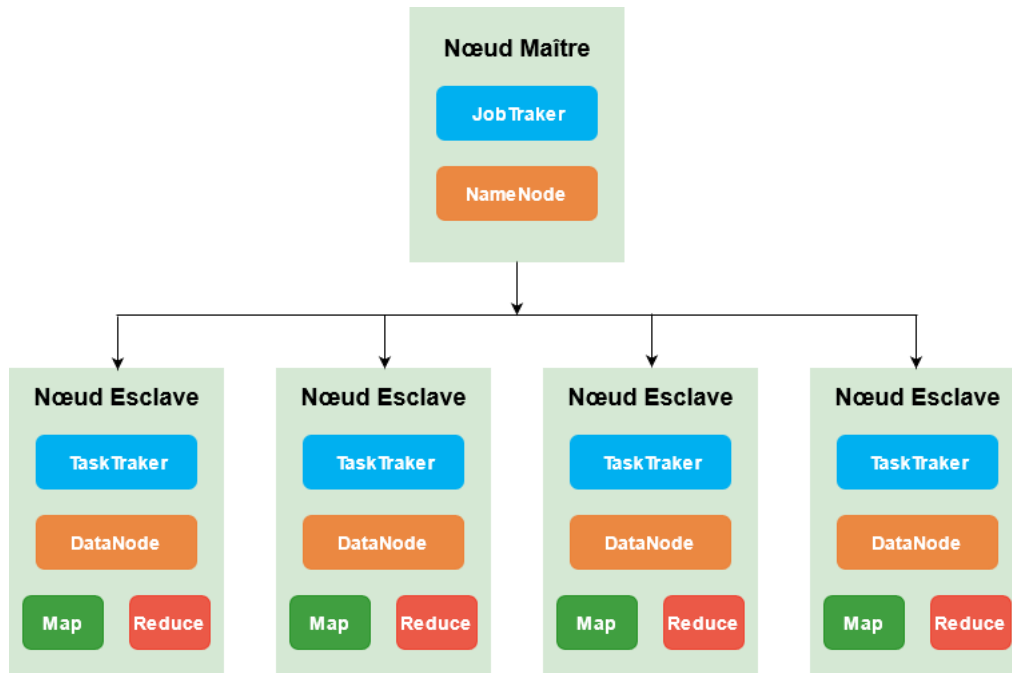 Nœud Maître
JobTraker
NameNode
Nœud Esclave
TaskTraker
DataNode
Map
Reduce
Nœud Esclave
TaskTraker
DataNode
Map
Reduce
Nœud Esclave
TaskTraker
DataNode
Map
Reduce
Nœud Esclave
TaskTraker
DataNode
Map
Reduce